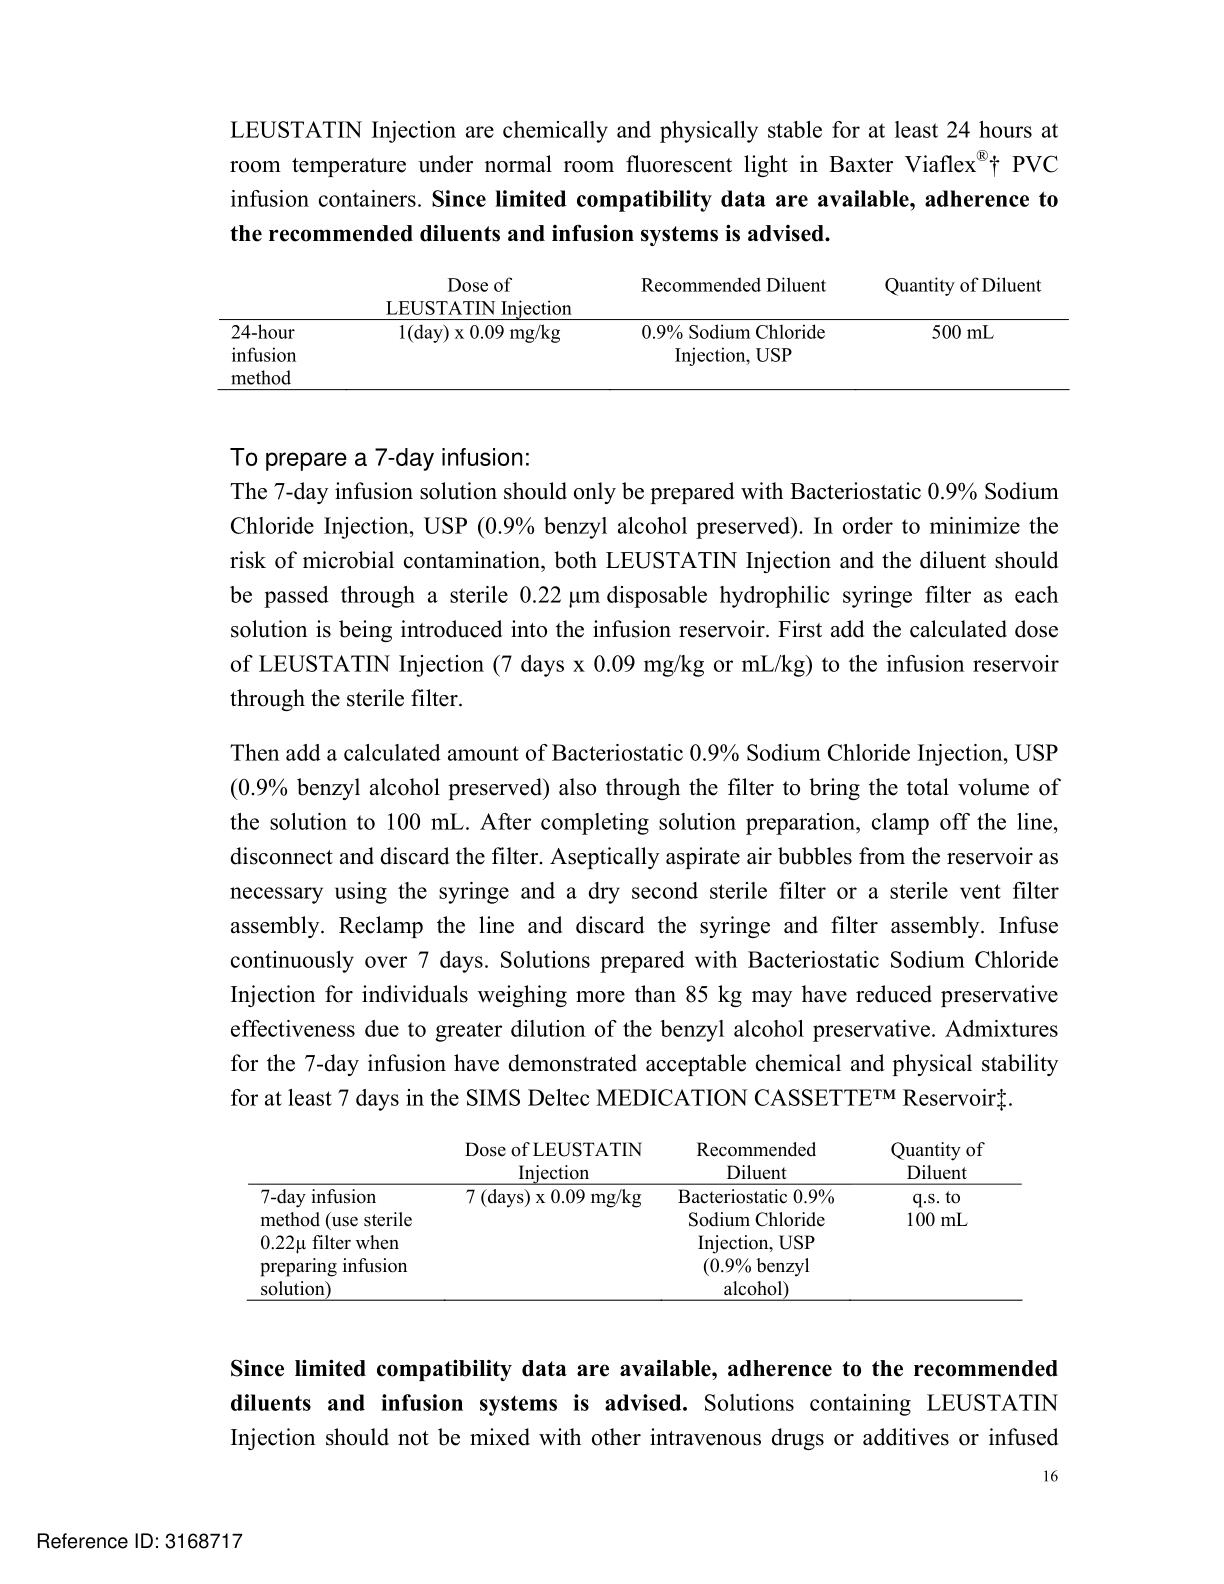 LEUSTATIN Injection are chemically and physically stable for at least 24 hours at
room temperature under normal room fluorescent light in Baxter Viaflex®† PVC
infusion containers. Since limited compatibility data are available, adherence to
the recommended diluents and infusion systems is advised.
Dose of
LEUSTATIN Injection
Recommended Diluent
Quantity of Diluent
24-hour
infusion
method
1(day) x 0.09 mg/kg
0.9% Sodium Chloride
Injection, USP
500 mL
To prepare a 7-day infusion:
The 7-day infusion solution should only be prepared with Bacteriostatic 0.9% Sodium
Chloride Injection, USP (0.9% benzyl alcohol preserved). In order to minimize the
risk of microbial contamination, both LEUSTATIN Injection and the diluent should
be passed through a sterile 0.22 µm disposable hydrophilic syringe filter as each
solution is being introduced into the infusion reservoir. First add the calculated dose
of LEUSTATIN Injection (7 days x 0.09 mg/kg or mL/kg) to the infusion reservoir
through the sterile filter.
Then add a calculated amount of Bacteriostatic 0.9% Sodium Chloride Injection, USP
(0.9% benzyl alcohol preserved) also through the filter to bring the total volume of
the solution to 100 mL. After completing solution preparation, clamp off the line,
disconnect and discard the filter. Aseptically aspirate air bubbles from the reservoir as
necessary using the syringe and a dry second sterile filter or a sterile vent filter
assembly. Reclamp the line and discard the syringe and filter assembly. Infuse
continuously over 7 days. Solutions prepared with Bacteriostatic Sodium Chloride
Injection for individuals weighing more than 85 kg may have reduced preservative
effectiveness due to greater dilution of the benzyl alcohol preservative. Admixtures
for the 7-day infusion have demonstrated acceptable chemical and physical stability
for at least 7 days in the SIMS Deltec MEDICATION CASSETTE™ Reservoir‡.
Dose of LEUSTATIN
Injection
Recommended
Diluent
Quantity of
Diluent
7-day infusion
method (use sterile
0.22µ filter when
preparing infusion
solution)
7 (days) x 0.09 mg/kg
Bacteriostatic 0.9%
Sodium Chloride
Injection, USP
(0.9% benzyl
alcohol)
q.s. to
100 mL
Since limited compatibility data are available, adherence to the recommended
diluents and infusion systems is advised. Solutions containing LEUSTATIN
Injection should not be mixed with other intravenous drugs or additives or infused
16
Reference ID: 3168717